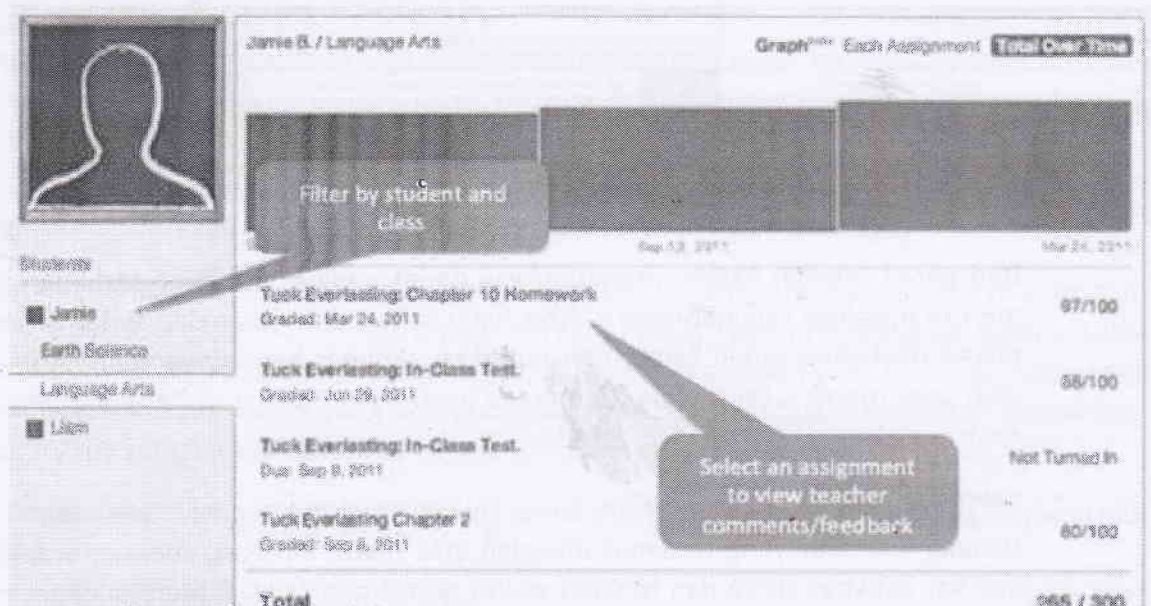 Jamie B. / Language Arts
Graph Each Assignment Total Over Time
Filter by student and
class
Sep 13, 2011
Mar 24, 2011
Students
Jamie
Earth Science
Language Arts
Liam
Tuck Everlasting: Chapter 10 Homework
Graded: Mar 24, 2011
97/100
Tuck Everlasting: In-Class Test.
Graded: Jun 29, 2011
88/100
Tuck Everlasting: In-Class Test.
Due: Sep 9, 2011
Not Turned In
Tuck Everlasting Chapter 2
Graded: Sep 8, 2011
80/100
Select an assignment
to view teacher
comments/feedback
Total
265 / 300